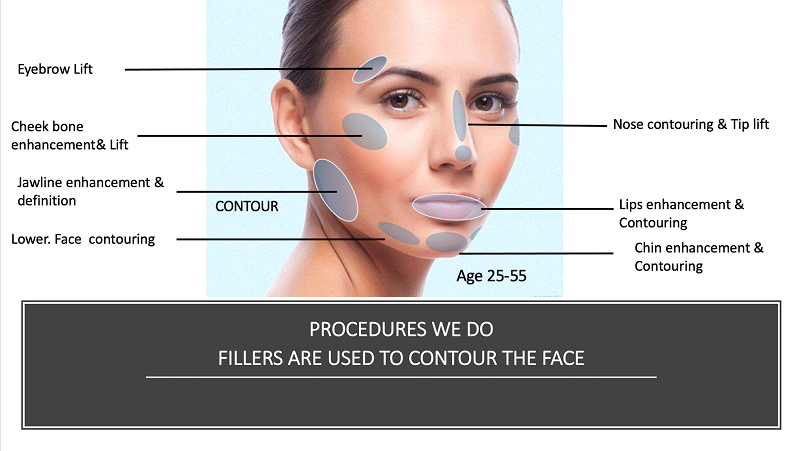 Eyebrow Lift
Cheek bone
enhancement& Lift
Jawline enhancement &
definition
CONTOUR
Lower. Face  contouring
Nose contouring & Tip lift
Lips enhancement &
Contouring
Chin enhancement &
Contouring
Age 25-55
PROCEDURES WE DO
FILLERS ARE USED TO CONTOUR THE FACE